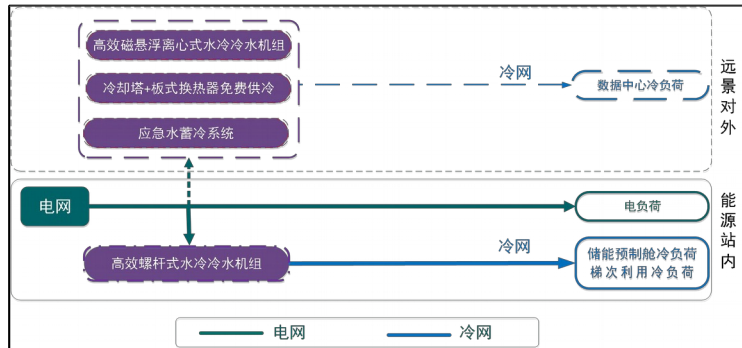 高效磁悬浮离心式水冷冷水机组
冷却塔+板式换热器免费供冷
应急水蓄冷系统
冷网
数据中心冷负荷
远景对外
电网
电负荷
高效螺杆式水冷冷水机组
冷网
储能预制舱冷负荷
梯次利用冷负荷
能源站内
电网
冷网